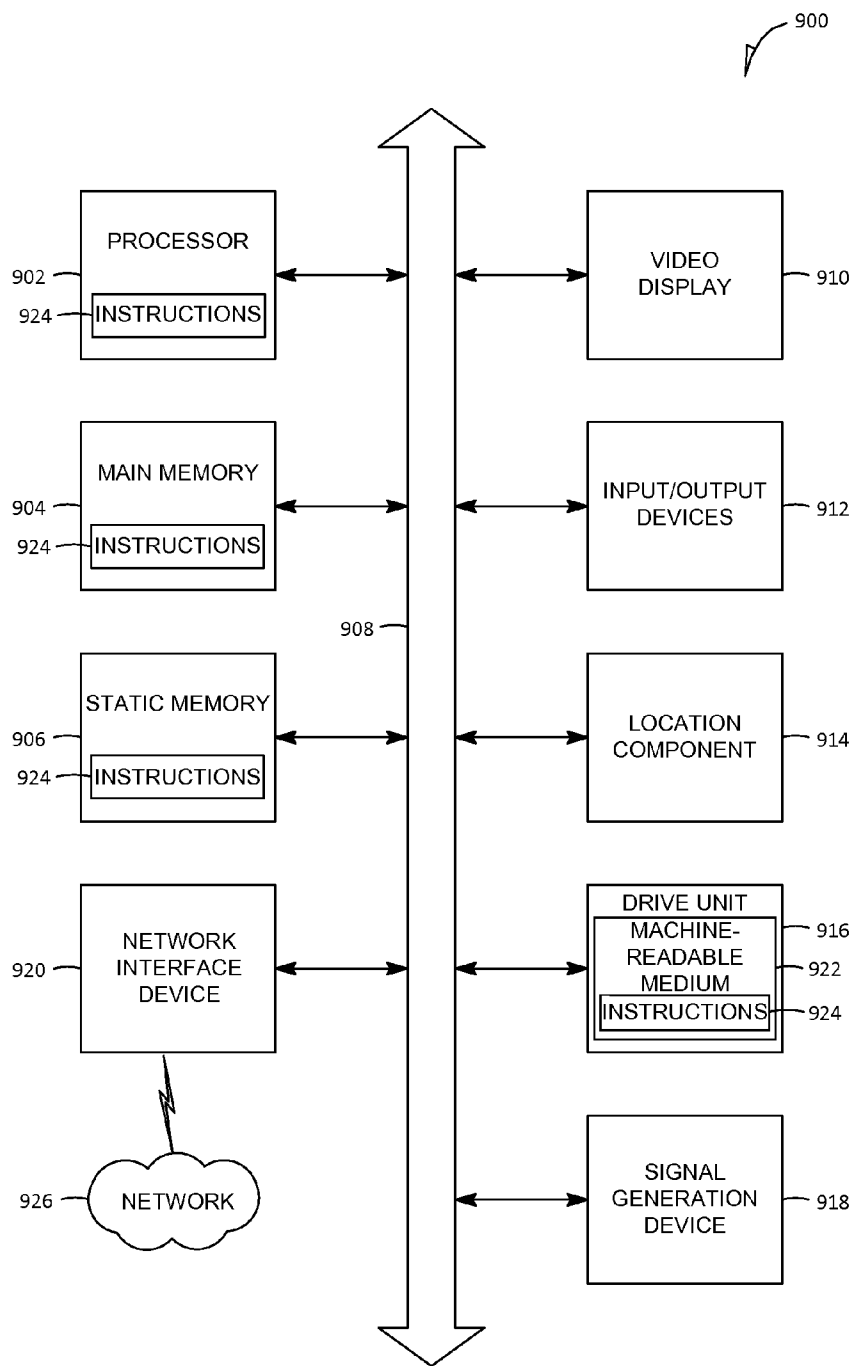 900
PROCESSOR
902
924
INSTRUCTIONS
VIDEO
DISPLAY
910
MAIN MEMORY
904
924
INSTRUCTIONS
INPUT/OUTPUT
DEVICES
912
908
STATIC MEMORY
906
924
INSTRUCTIONS
LOCATION
COMPONENT
914
NETWORK
INTERFACE
DEVICE
920
DRIVE UNIT
916
MACHINE-
READABLE
MEDIUM
922
INSTRUCTIONS
924
926
NETWORK
SIGNAL
GENERATION
DEVICE
918